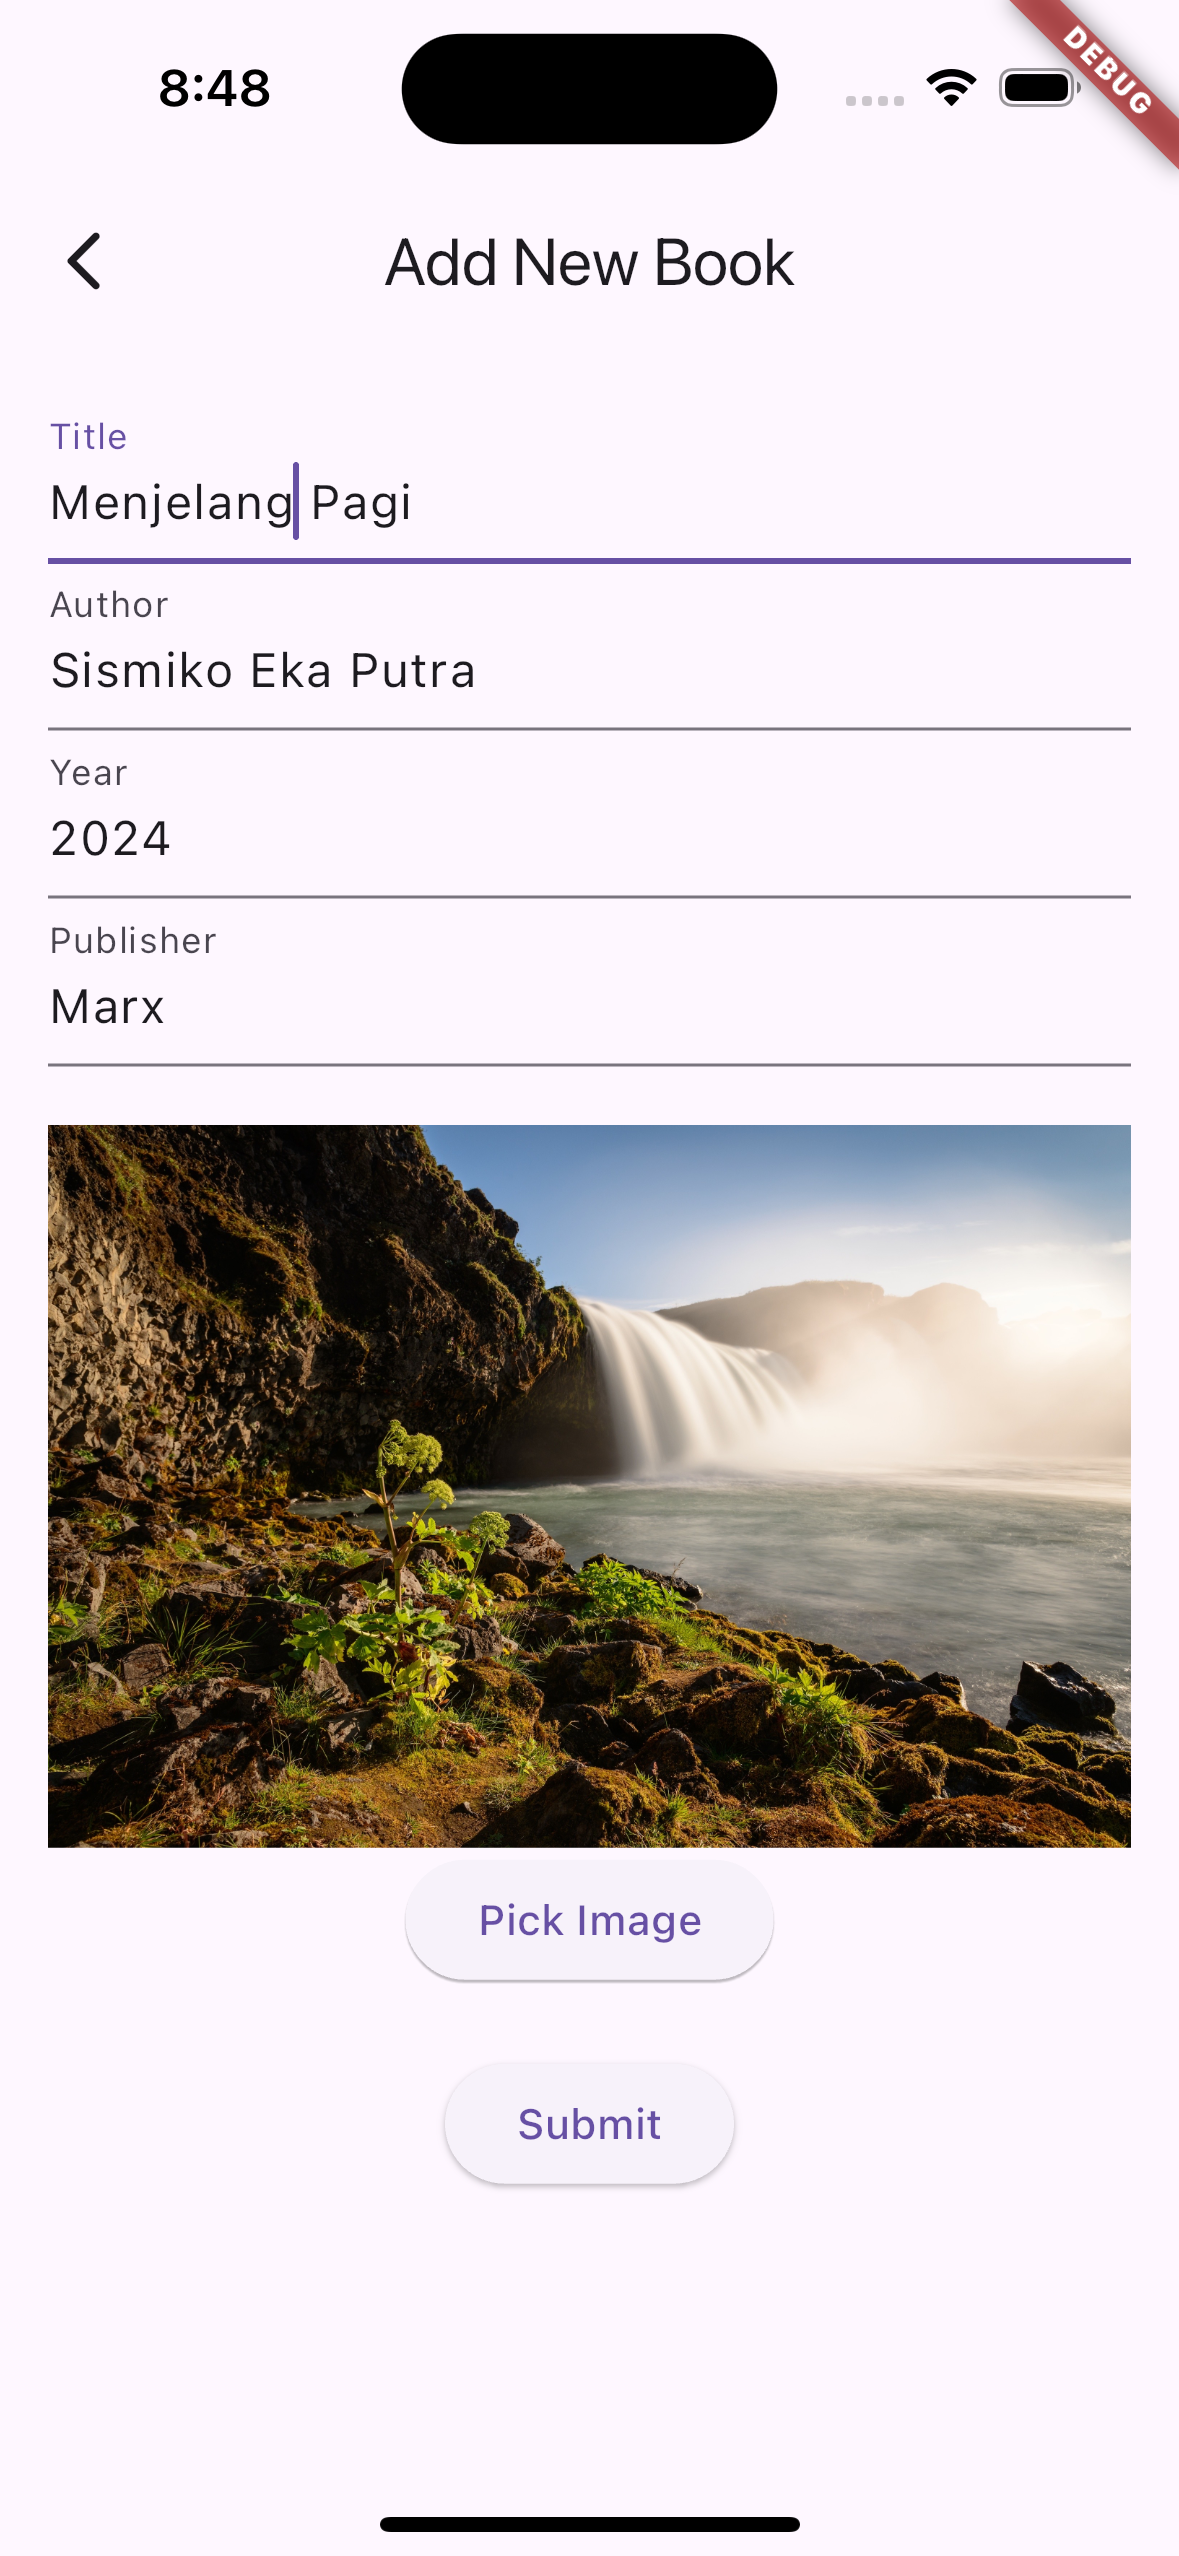 8:48
DEBUG
Add New Book
Title
Menjelang Pagi
Author
Sismiko Eka Putra
Year
2024
Publisher
Marx
Pick Image
Submit